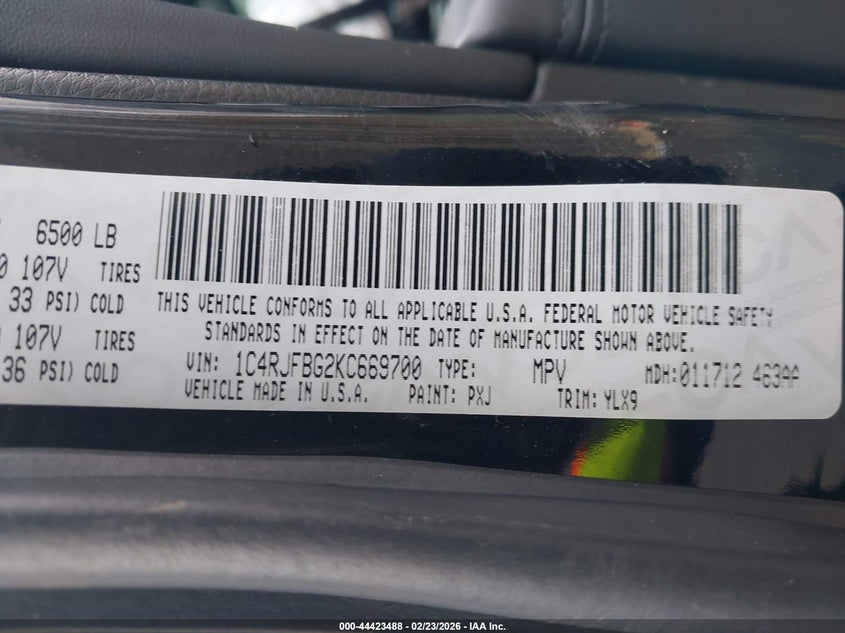 6500 LB
107V TIRES
33 PSI) COLD
107V TIRES
36 PSI) COLD
THIS VEHICLE CONFORMS TO ALL APPLICABLE U.S.A. FEDERAL MOTOR VEHICLE SAFETY
STANDARDS IN EFFECT ON THE DATE OF MANUFACTURE SHOWN ABOVE.
VIN: 1C4RJFBG2KC669700 TYPE: MPV MDH:011712 463AA
VEHICLE MADE IN U.S.A. PAINT: PXJ TRIM: YLX9
000-44423488 - 02/23/2026 - IAA Inc.